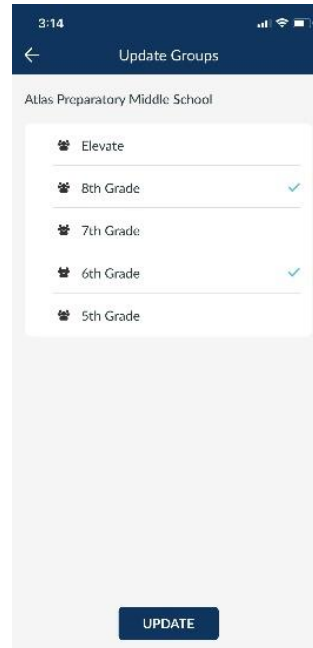 3:14
Update Groups
Atlas Preparatory Middle School
Elevate
8th Grade
7th Grade
6th Grade
5th Grade
UPDATE